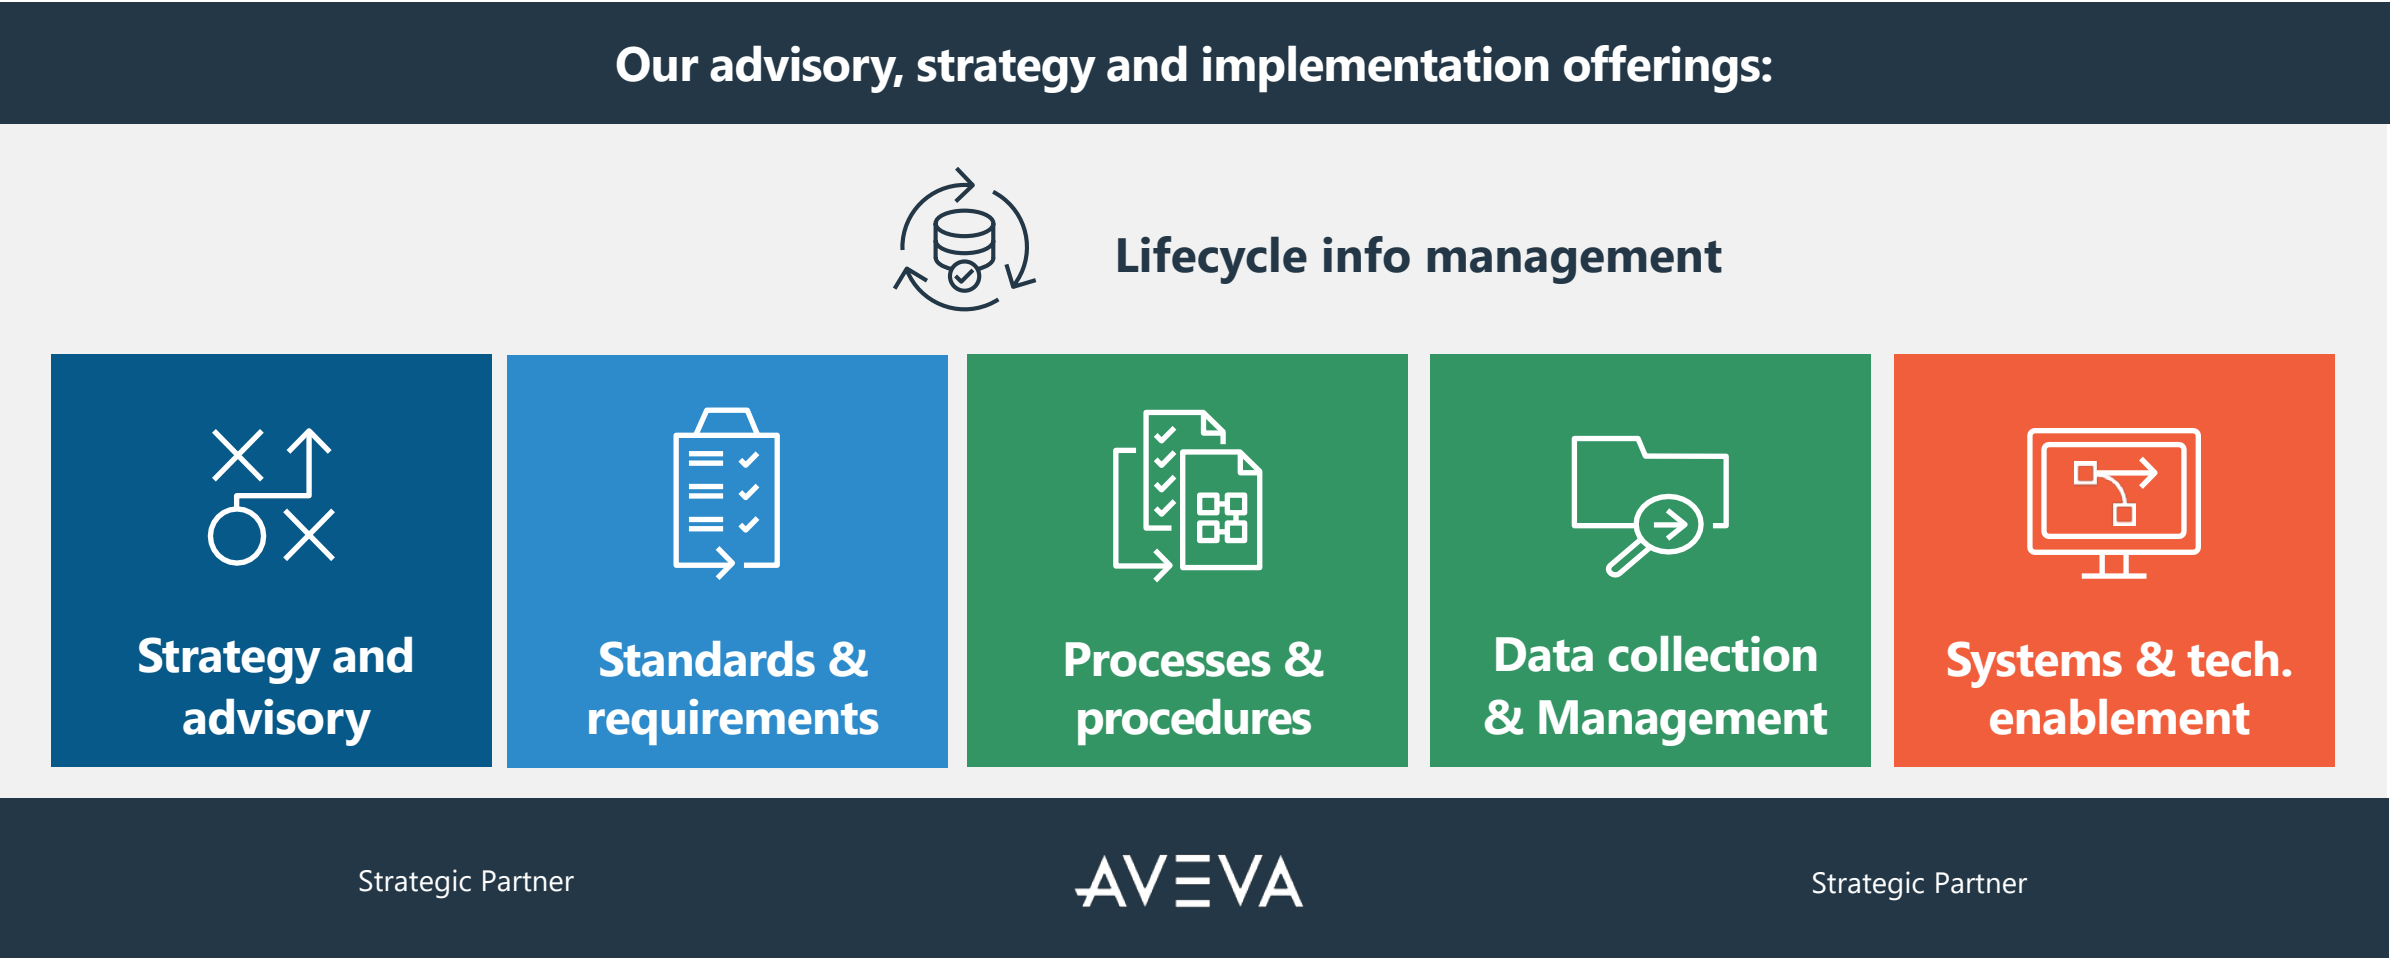 Our advisory, strategy and implementation offerings:
Lifecycle info management
Strategy and
advisory
Standards &
requirements
Processes &
procedures
Data collection
& Management
Systems & tech.
enablement
Strategic Partner
AVEVA
Strategic Partner